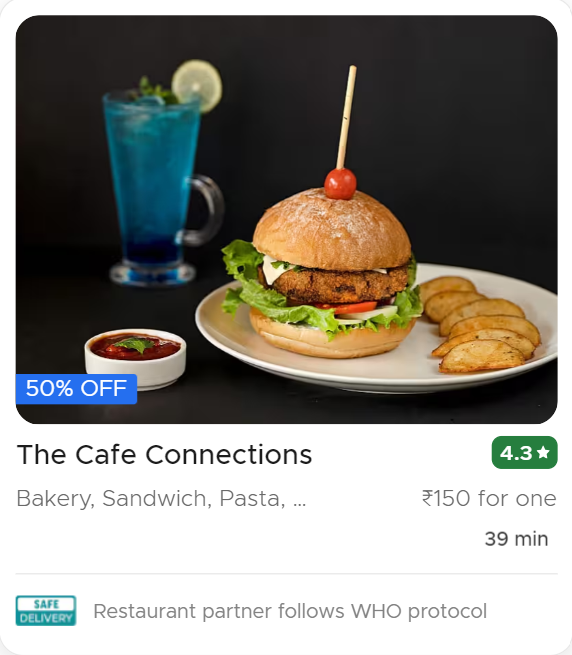 50% OFF
The Cafe Connections
4.3★
Bakery, Sandwich, Pasta, ...
₹150 for one
39 min
SAFE
DELIVERY
Restaurant partner follows WHO protocol